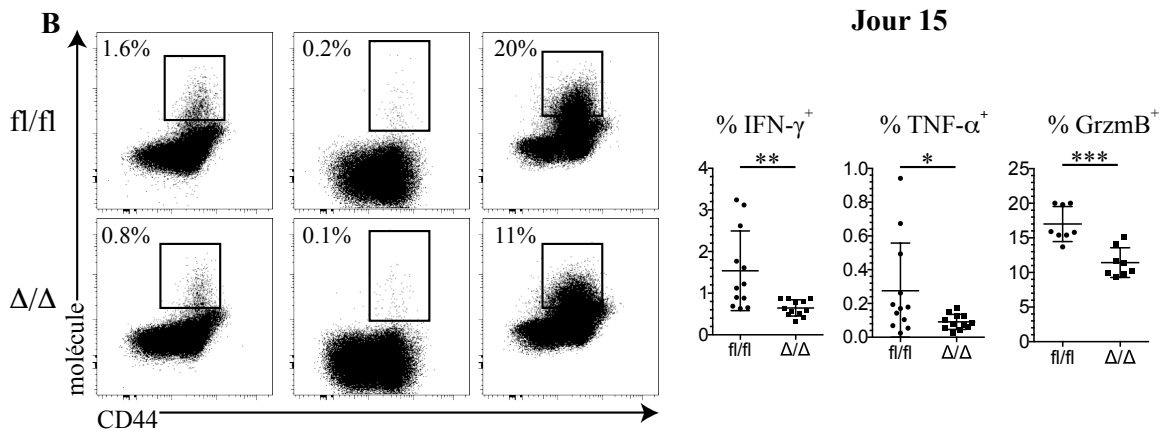 B
Jour 15
1.6%
0.2%
20%
fl/fl
0.8%
0.1%
11%
Δ/Δ
molécule
CD44
% IFN-γ+
**
4
3
2
1
0
fl/fl
Δ/Δ
% TNF-α+
*
1.0
0.8
0.6
0.4
0.2
0.0
fl/fl
Δ/Δ
% GrzmB+
***
25
20
15
10
5
0
fl/fl
Δ/Δ